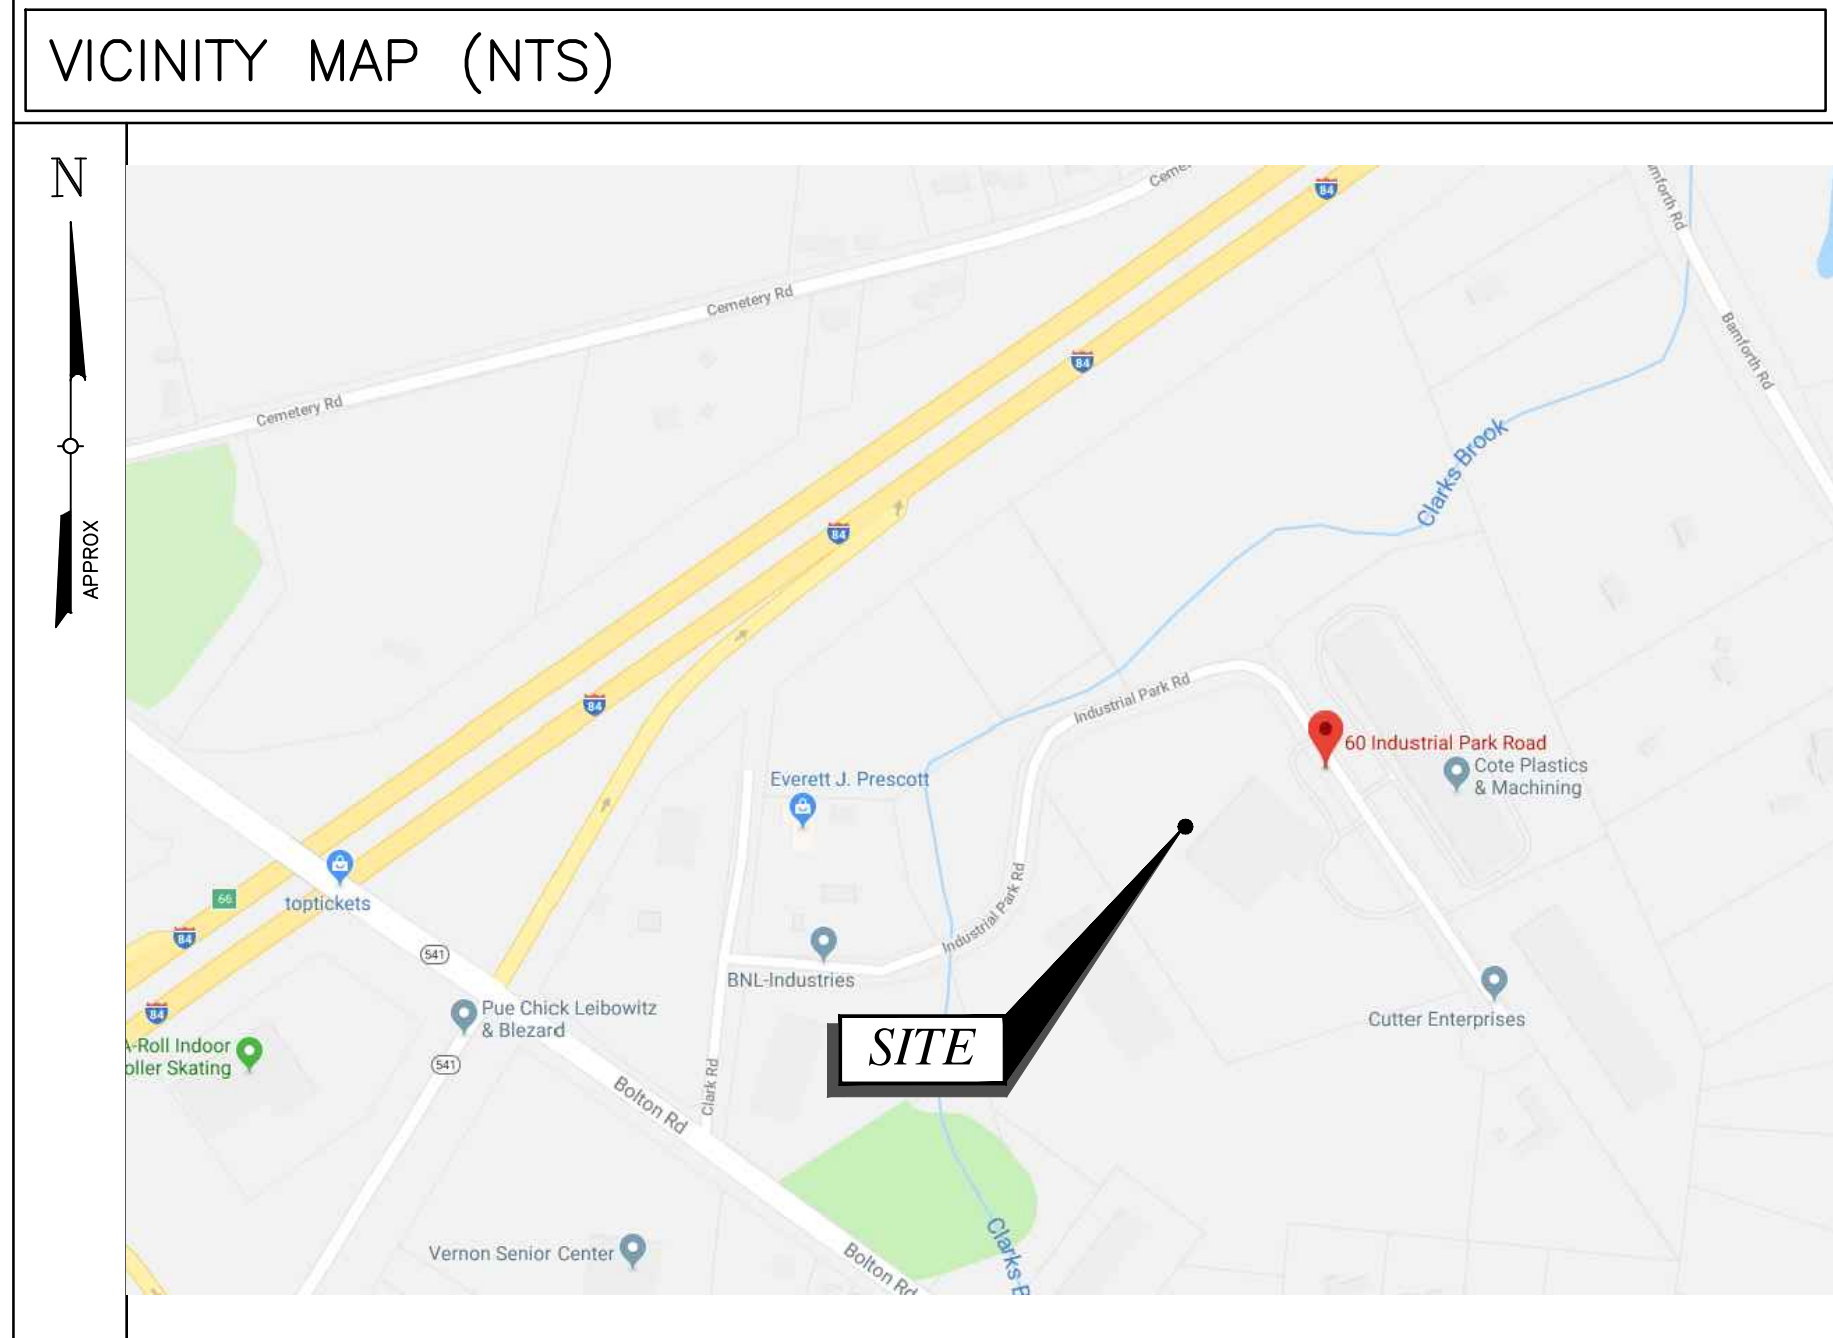 VICINITY MAP (NTS)
N
APPROX
84
Bamforth Rd
Cemetery Rd
84
Bamforth Rd
Cemetery Rd
Clarks Brook
84
84
Industrial Park Rd
60 Industrial Park Road
Cote Plastics
& Machining
Everett J. Prescott
toptickets
66
84
541
Industrial Park Rd
BNL-Industries
84
Pue Chick Leibowitz
& Blezard
Cutter Enterprises
SITE
A-Roll Indoor
oller Skating
541
Clark Rd
Bolton Rd
Vernon Senior Center
Bolton Rd
Clarks B